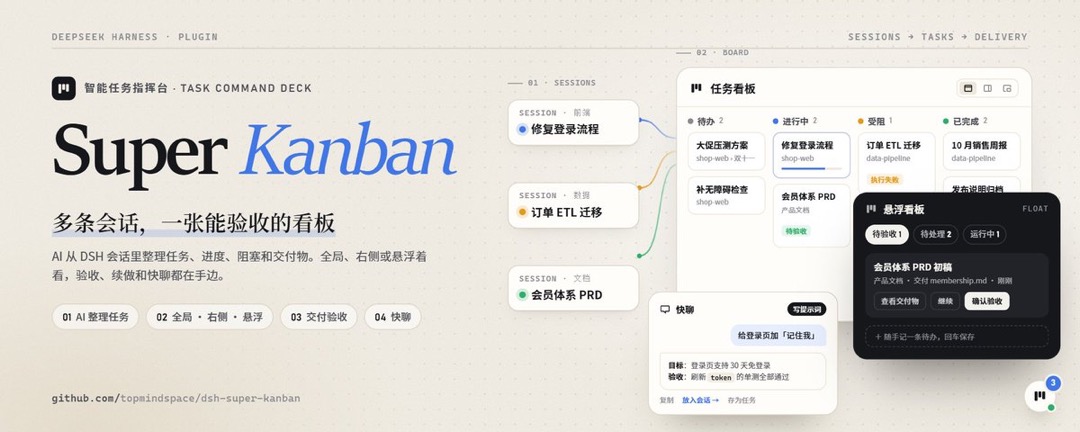 DEEPSEEK HARNESS · PLUGIN
SESSIONS → TASKS → DELIVERY
智能任务指挥台 · TASK COMMAND DECK
Super Kanban
多条会话，一张能验收的看板
AI 从 DSH 会话里整理任务、进度、阻塞和交付物。全局、右侧或悬浮着
看，验收、续做和快聊都在手边。
01 AI 整理任务
02 全局 · 右侧 · 悬浮
03 交付验收
04 快聊
github.com/topmindspace/dsh-super-kanban
01 · SESSIONS
SESSION · 前端
修复登录流程
SESSION · 数据
订单 ETL 迁移
SESSION · 文档
会员体系 PRD
02 · BOARD
任务看板
待办 2
大促压测方案
shop-web · 双十一
补无障碍检查
shop-web
进行中 2
修复登录流程
shop-web
会员体系 PRD
产品文档
待验收
受阻 1
订单 ETL 迁移
data-pipeline
执行失败
已完成 2
10 月销售周报
data-pipeline
发布说明归档
快聊
写提示词
给登录页加「记住我」
目标：登录页支持 30 天免登录
验收：刷新 token 的单测全部通过
复制 放入会话 → 存为任务
悬浮看板
FLOAT
待验收 1
待处理 2
运行中 1
会员体系 PRD 初稿
产品文档 · 交付 membership.md · 刚刚
查看交付物
继续
确认验收
+ 随手记一条待办，回车保存
3